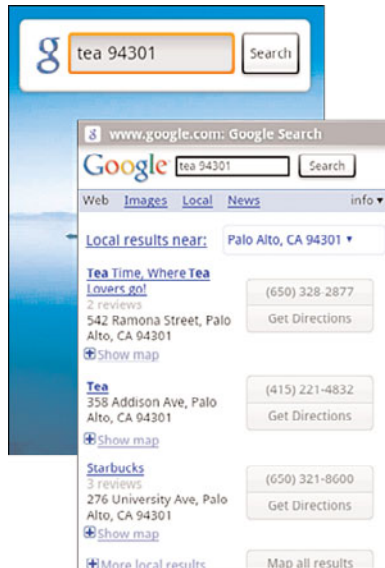 g tea 94301 Search
g www.google.com: Google Search
Google tea 94301 Search
Web Images Local News info ▾
Local results near: Palo Alto, CA 94301 ▾
Tea Time, Where Tea
Lovers go!
2 reviews
542 Ramona Street, Palo
Alto, CA 94301
Show map
(650) 328-2877
Get Directions
Tea
358 Addison Ave, Palo
Alto, CA 94301
Show map
(415) 221-4832
Get Directions
Starbucks
3 reviews
276 University Ave, Palo
Alto, CA 94301
Show map
(650) 321-8600
Get Directions
More local results
Map all results